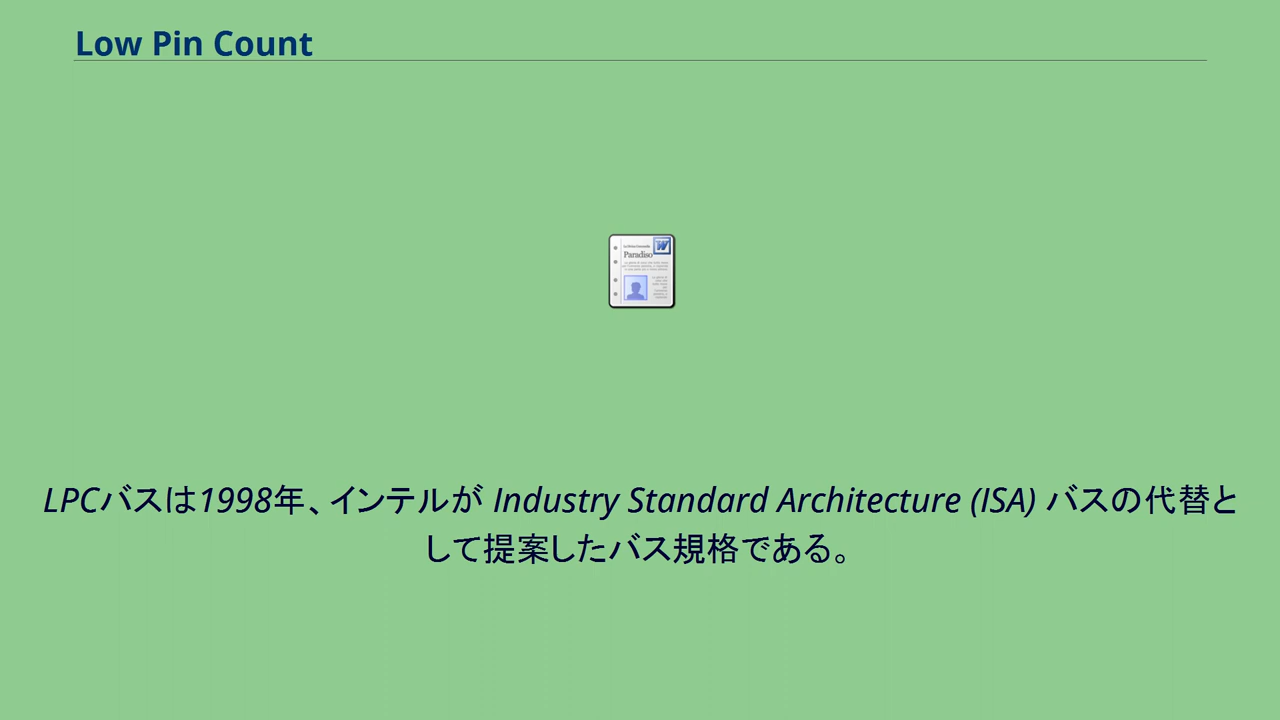 Low Pin Count
Paradiso
LPCバスは1998年、インテルが Industry Standard Architecture (ISA) バスの代替と
して提案したバス規格である。